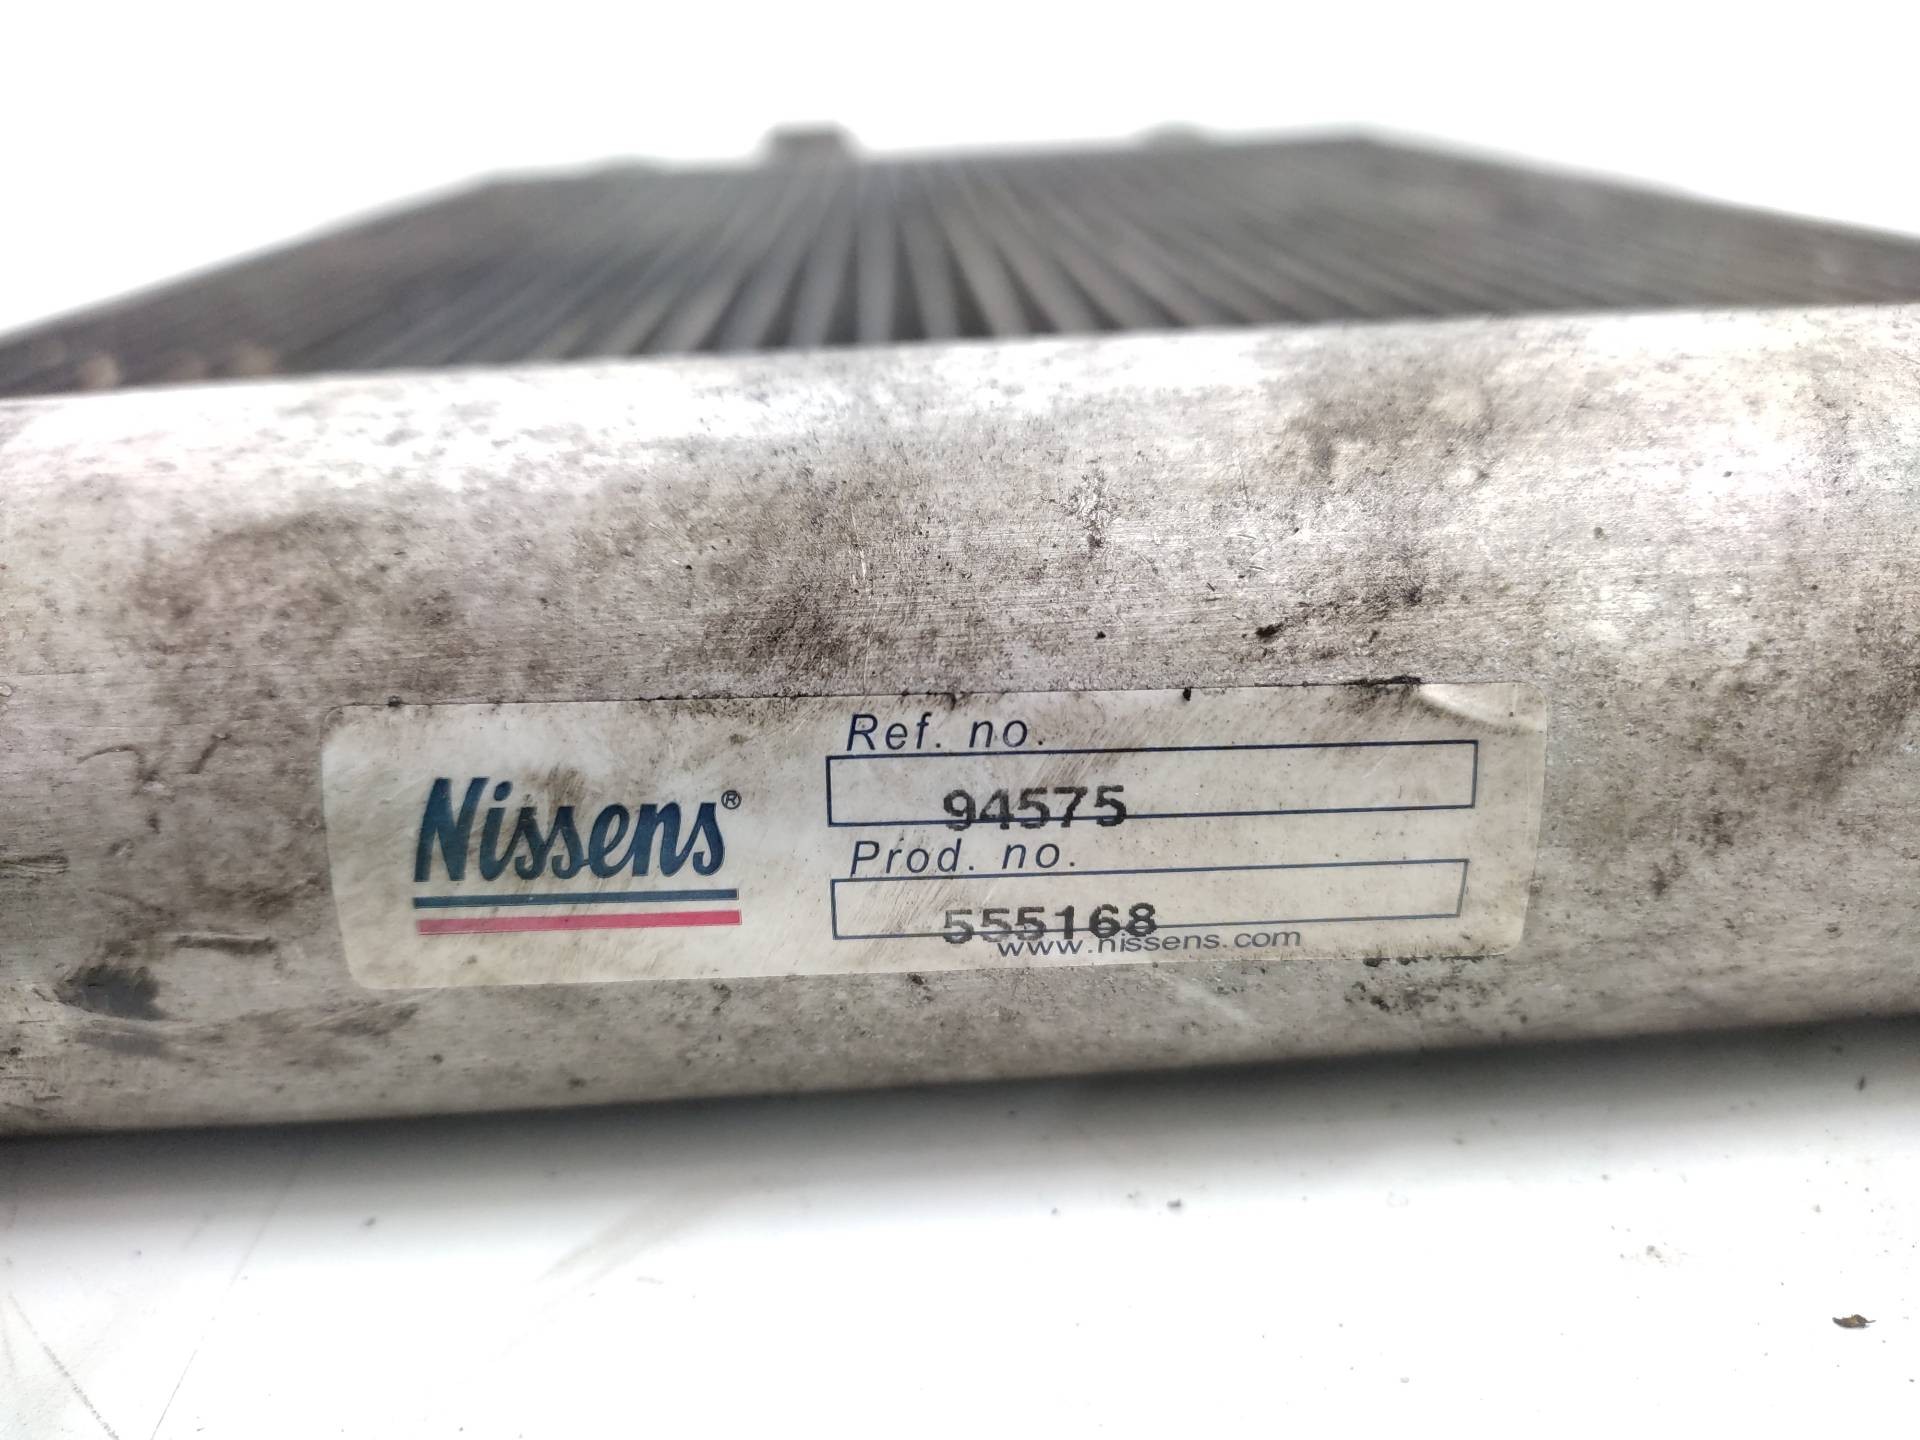 Nissens®
Ref. no.
94575
Prod. no.
555168
www.nissens.com